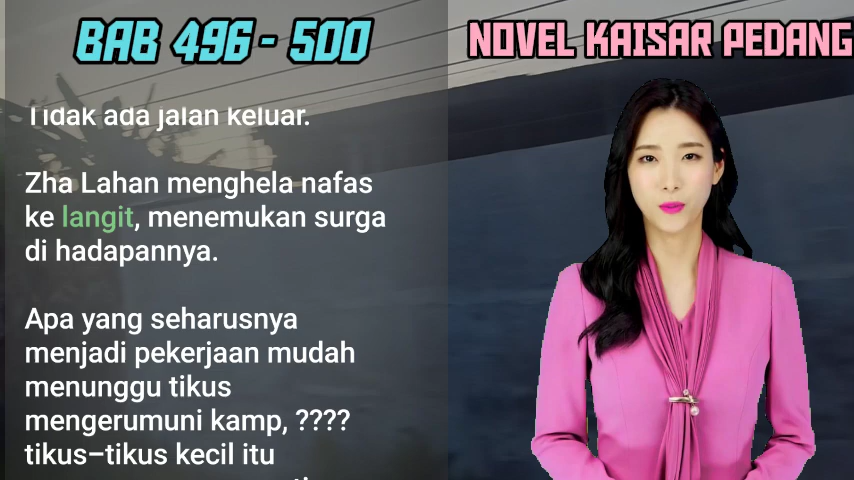 BAB 496 - 500
NOVEL KAISAR PEDANG
Tidak ada jalan keluar.
Zha Lahan menghela nafas
ke langit, menemukan surga
di hadapannya.
Apa yang seharusnya
menjadi pekerjaan mudah
menunggu tikus
mengerumuni kamp, ????
tikus-tikus kecil itu